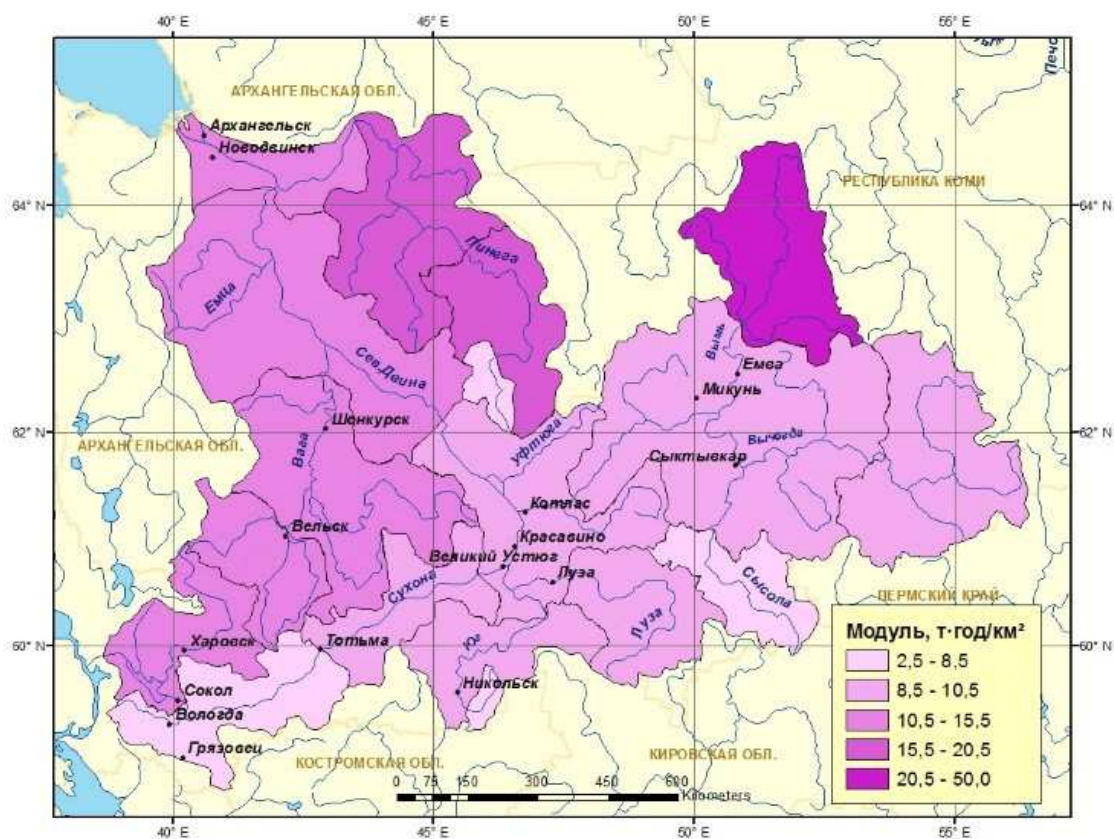 40° E 45° E 50° E 55° E
Печо
АРХАНГЕЛЬСКАЯ ОБЛ.
Архангельск
Новодвинск
РЕСПУБЛИКА КОМИ
64° N 64° N
Пинега
Емца
Вымь
Сев.Двина
Емва
Микунь
Шенкурск
62° N 62° N
АРХАНГЕЛЬСКАЯ ОБЛ.
Вага
Уфтюга
Вычегда
Сыктывкар
Котлас
Вельск
Красавино
Великий Устюг
Луза
Сухона
Сысола
ПЕРМСКИЙ КРАЙ
Луза
Юг
60° N 60° N
Харовск
Тотьма
Сокол
Никольск
Вологда
Грязовец
КОСТРОМСКАЯ ОБЛ.
КИРОВСКАЯ ОБЛ.
Модуль, т·год/км²
2,5 - 8,5
8,5 - 10,5
10,5 - 15,5
15,5 - 20,5
20,5 - 50,0
0 75 150 300 450 600
Kilometers
40° E 45° E 50° E 55° E